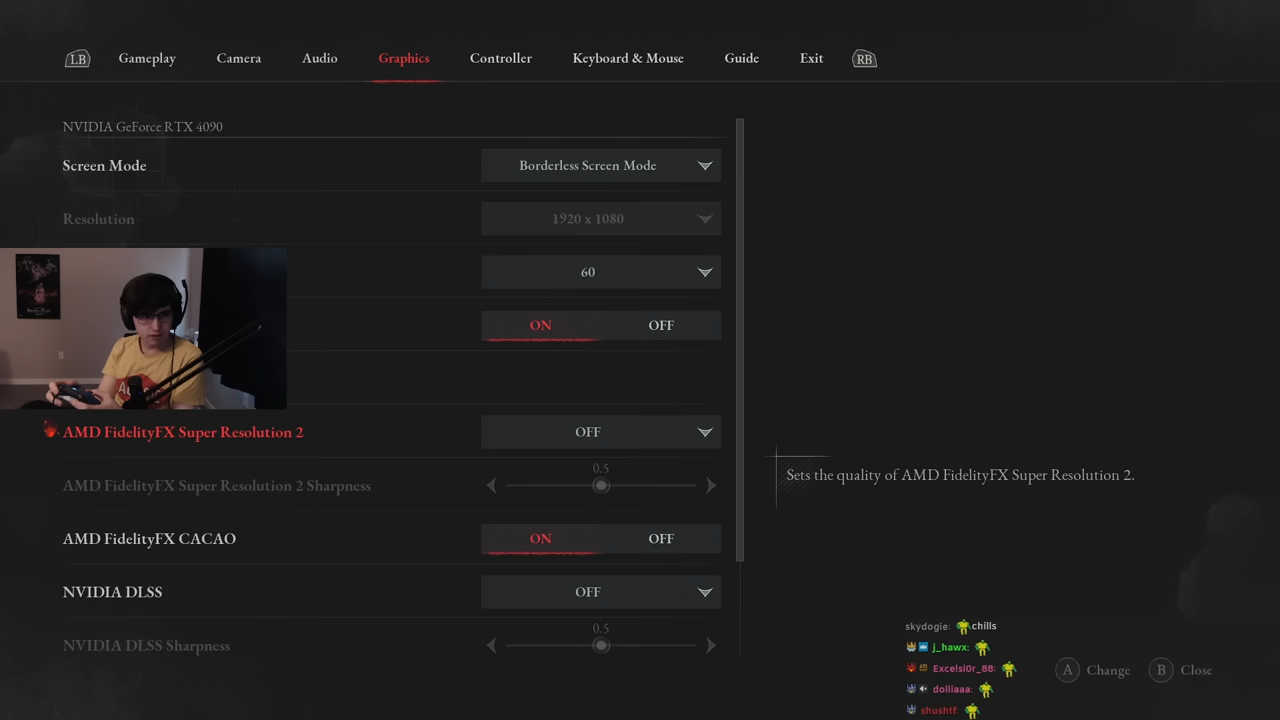 LB Gameplay Camera Audio Graphics Controller Keyboard & Mouse Guide Exit RB
NVIDIA GeForce RTX 4090
Screen Mode Borderless Screen Mode
Resolution 1920 x 1080
60
ON OFF
AMD FidelityFX Super Resolution 2 OFF
0.5
AMD FidelityFX Super Resolution 2 Sharpness
Sets the quality of AMD FidelityFX Super Resolution 2.
AMD FidelityFX CACAO ON OFF
NVIDIA DLSS OFF
0.5
NVIDIA DLSS Sharpness
skydogie: chills
j_hawx:
Excelsi0r_88:
dolliaaa:
shushtf:
A Change B Close